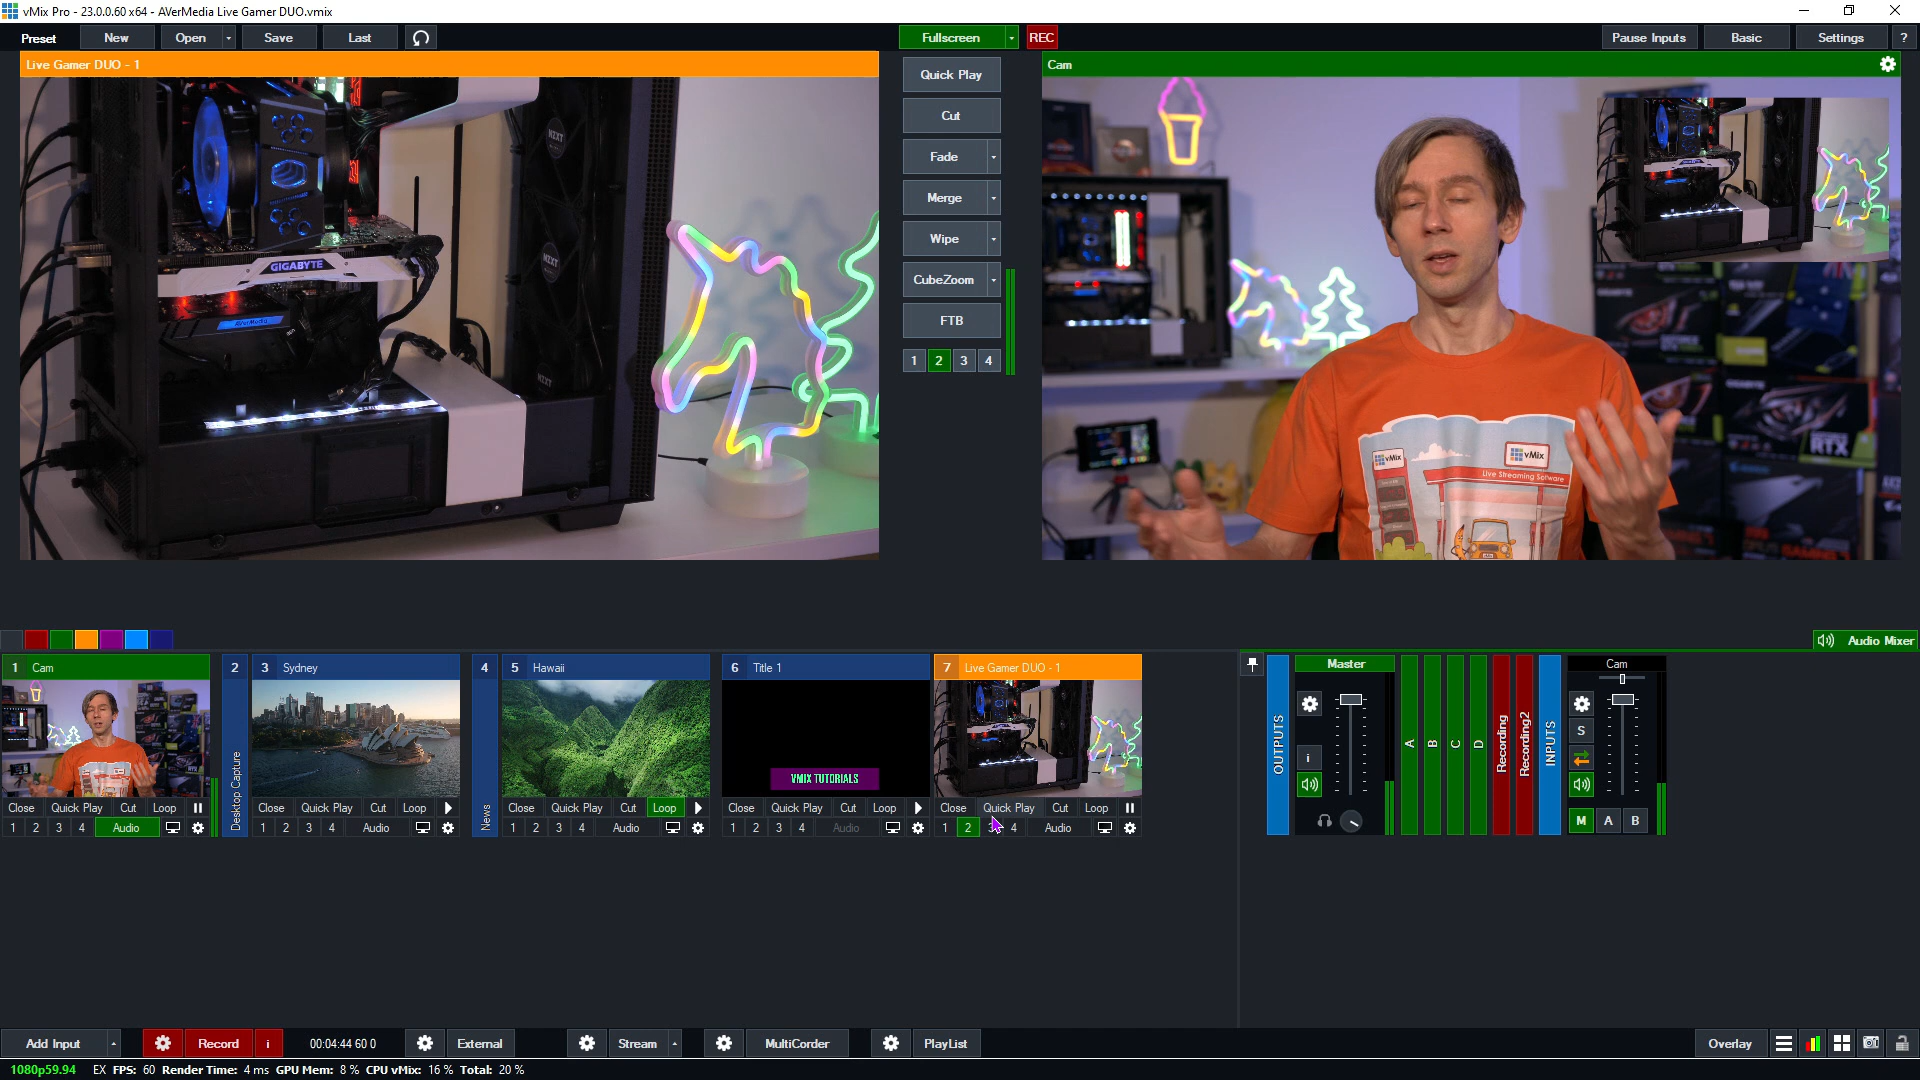 vMix Pro - 23.0.0.60 x64 - AVerMedia Live Gamer DUO.vmix
Preset New Open Save Last Fullscreen REC Pause Inputs Basic Settings ?
Live Gamer DUO - 1
Cam
Quick Play
Cut
Fade
Merge
Wipe
CubeZoom
FTB
1 2 3 4
NZXT
NZXT
NZXT
GIGABYTE
AVerMedia
vMix
vMix
Live Streaming Software
RTX
Audio Mixer
1 Cam
2 Desktop Capture
3 Sydney
4 News
5 Hawaii
6 Title 1
7 Live Gamer DUO - 1
VMIX TUTORIALS
Close Quick Play Cut Loop
1 2 3 4 Audio
Close Quick Play Cut Loop
1 2 3 4 Audio
Close Quick Play Cut Loop
1 2 3 4 Audio
Close Quick Play Cut Loop
1 2 3 4 Audio
Close Quick Play Cut Loop
1 2 3 4 Audio
OUTPUTS
Master
i
A
B
C
D
Recording
Recording2
INPUTS
Cam
S
M A B
Add Input Record i 00:04:44 60 0 External Stream MultiCorder PlayList Overlay
1080p59.94 EX FPS: 60 Render Time: 4 ms GPU Mem: 8 % CPU vMix: 16 % Total: 20 %